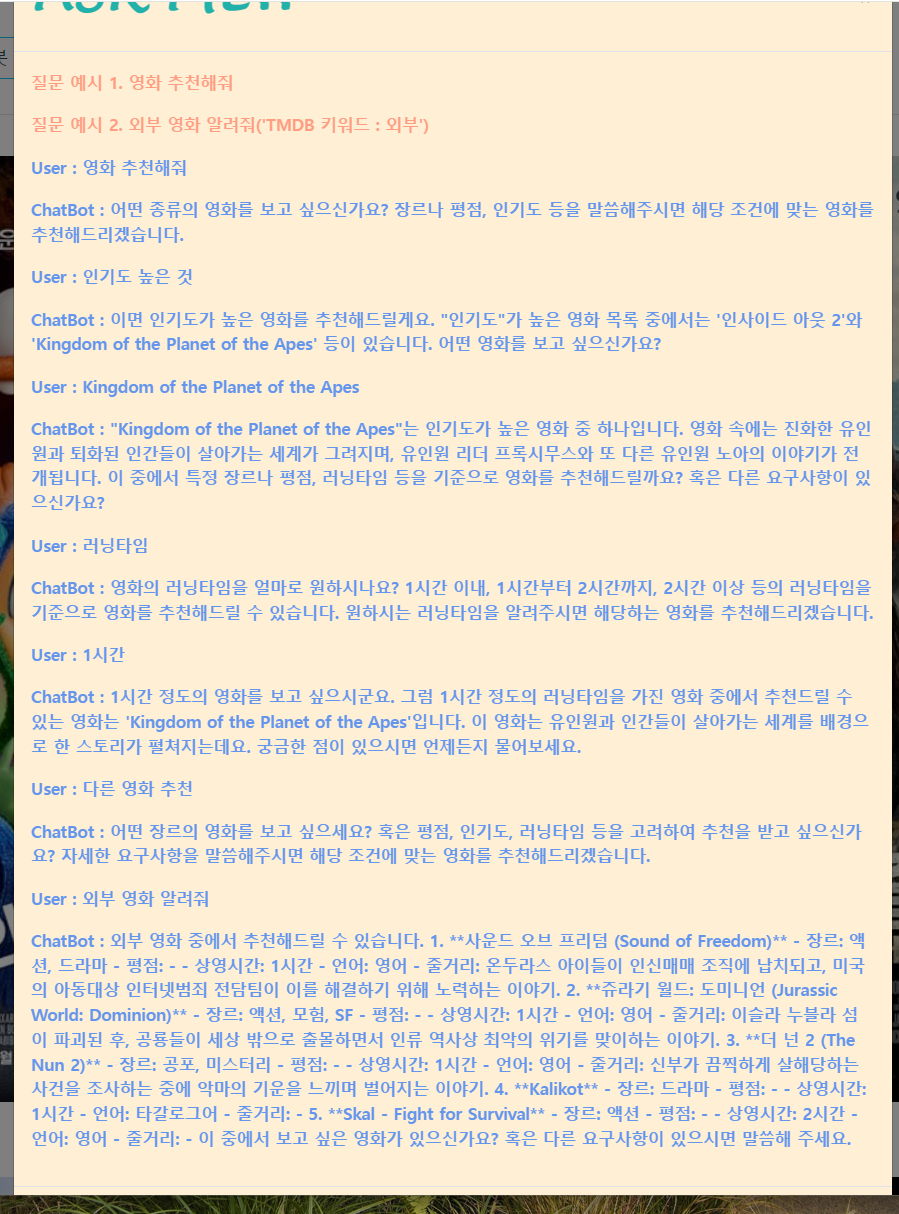 질문 예시 1. 영화 추천해줘
질문 예시 2. 외부 영화 알려줘('TMDB 키워드 : 외부')
User : 영화 추천해줘
ChatBot : 어떤 종류의 영화를 보고 싶으신가요? 장르나 평점, 인기도 등을 말씀해주시면 해당 조건에 맞는 영화를
추천해드리겠습니다.
User : 인기도 높은 것
ChatBot : 이면 인기도가 높은 영화를 추천해드릴게요. "인기도"가 높은 영화 목록 중에서는 '인사이드 아웃 2'와
'Kingdom of the Planet of the Apes' 등이 있습니다. 어떤 영화를 보고 싶으신가요?
User : Kingdom of the Planet of the Apes
ChatBot : "Kingdom of the Planet of the Apes"는 인기도가 높은 영화 중 하나입니다. 영화 속에는 진화한 유인
원과 퇴화된 인간들이 살아가는 세계가 그려지며, 유인원 리더 프록시무스와 또 다른 유인원 노아의 이야기가 전
개됩니다. 이 중에서 특정 장르나 평점, 러닝타임 등을 기준으로 영화를 추천해드릴까요? 혹은 다른 요구사항이 있
으신가요?
User : 러닝타임
ChatBot : 영화의 러닝타임을 얼마로 원하시나요? 1시간 이내, 1시간부터 2시간까지, 2시간 이상 등의 러닝타임을
기준으로 영화를 추천해드릴 수 있습니다. 원하시는 러닝타임을 알려주시면 해당하는 영화를 추천해드리겠습니다.
User : 1시간
ChatBot : 1시간 정도의 영화를 보고 싶으시군요. 그럼 1시간 정도의 러닝타임을 가진 영화 중에서 추천드릴 수
있는 영화는 'Kingdom of the Planet of the Apes'입니다. 이 영화는 유인원과 인간들이 살아가는 세계를 배경으
로 한 스토리가 펼쳐지는데요. 궁금한 점이 있으시면 언제든지 물어보세요.
User : 다른 영화 추천
ChatBot : 어떤 장르의 영화를 보고 싶으세요? 혹은 평점, 인기도, 러닝타임 등을 고려하여 추천을 받고 싶으신가
요? 자세한 요구사항을 말씀해주시면 해당 조건에 맞는 영화를 추천해드리겠습니다.
User : 외부 영화 알려줘
ChatBot : 외부 영화 중에서 추천해드릴 수 있습니다. 1. **사운드 오브 프리덤 (Sound of Freedom)** - 장르: 액
션, 드라마 - 평점: - - 상영시간: 1시간 - 언어: 영어 - 줄거리: 온두라스 아이들이 인신매매 조직에 납치되고, 미국
의 아동대상 인터넷범죄 전담팀이 이를 해결하기 위해 노력하는 이야기. 2. **쥬라기 월드: 도미니언 (Jurassic
World: Dominion)** - 장르: 액션, 모험, SF - 평점: - - 상영시간: 1시간 - 언어: 영어 - 줄거리: 이슬라 누블라 섬
이 파괴된 후, 공룡들이 세상 밖으로 출몰하면서 인류 역사상 최악의 위기를 맞이하는 이야기. 3. **더 넌 2 (The
Nun 2)** - 장르: 공포, 미스터리 - 평점: - - 상영시간: 1시간 - 언어: 영어 - 줄거리: 신부가 끔찍하게 살해당하는
사건을 조사하는 중에 악마의 기운을 느끼며 벌어지는 이야기. 4. **Kalikot** - 장르: 드라마 - 평점: - - 상영시간:
1시간 - 언어: 타갈로그어 - 줄거리: - 5. **Skal - Fight for Survival** - 장르: 액션 - 평점: - - 상영시간: 2시간 -
언어: 영어 - 줄거리: - 이 중에서 보고 싶은 영화가 있으신가요? 혹은 다른 요구사항이 있으시면 말씀해 주세요.